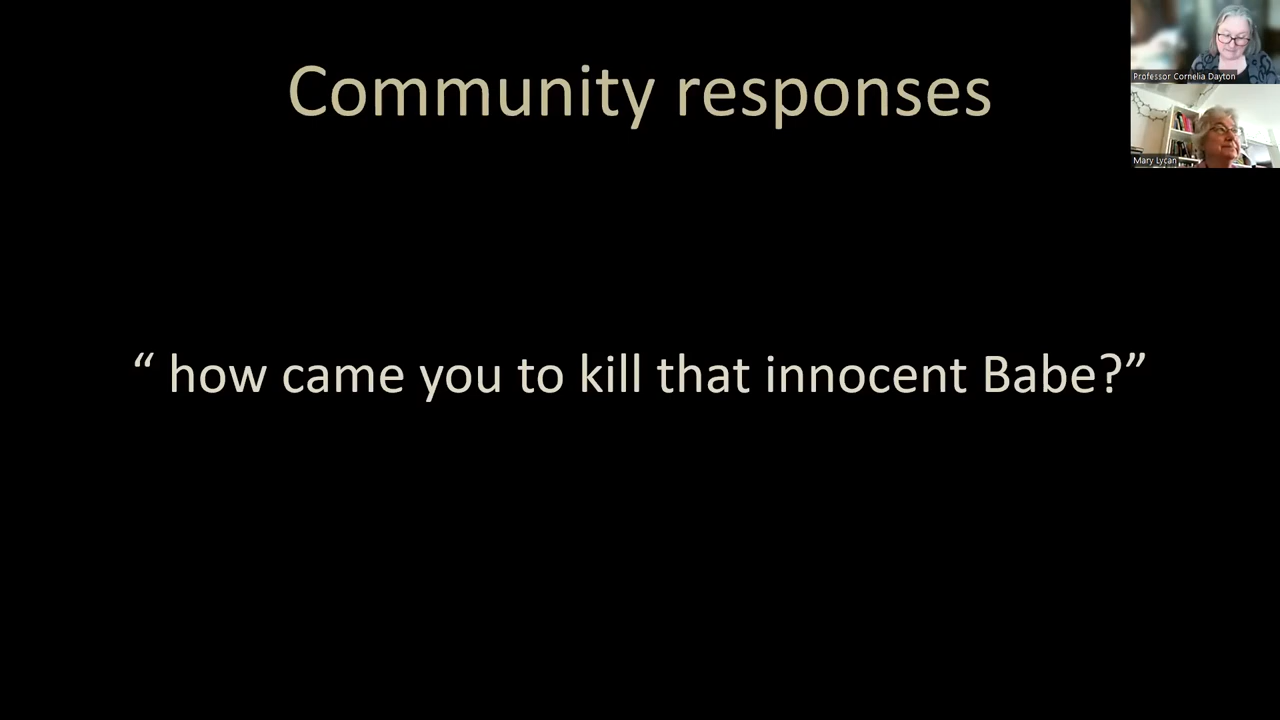 Community responses
“ how came you to kill that innocent Babe?”
Professor Cornelia Dayton
Mary Lycan